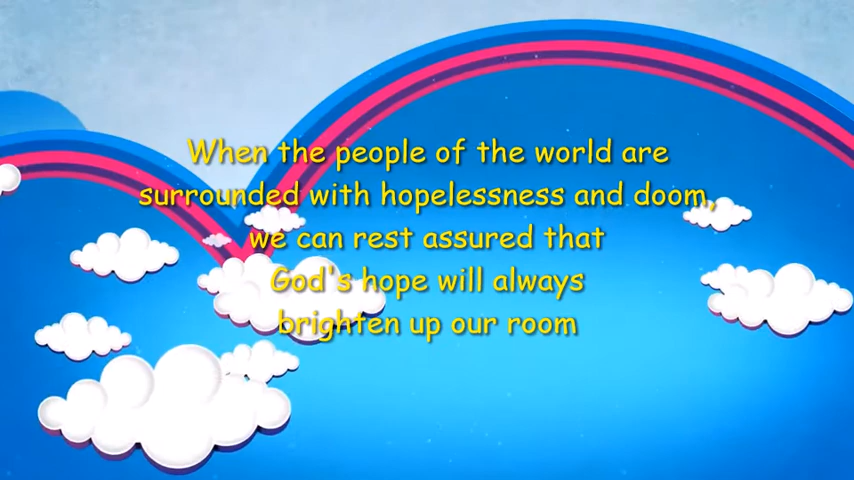 When the people of the world are
surrounded with hopelessness and doom,
we can rest assured that
God's hope will always
brighten up our room